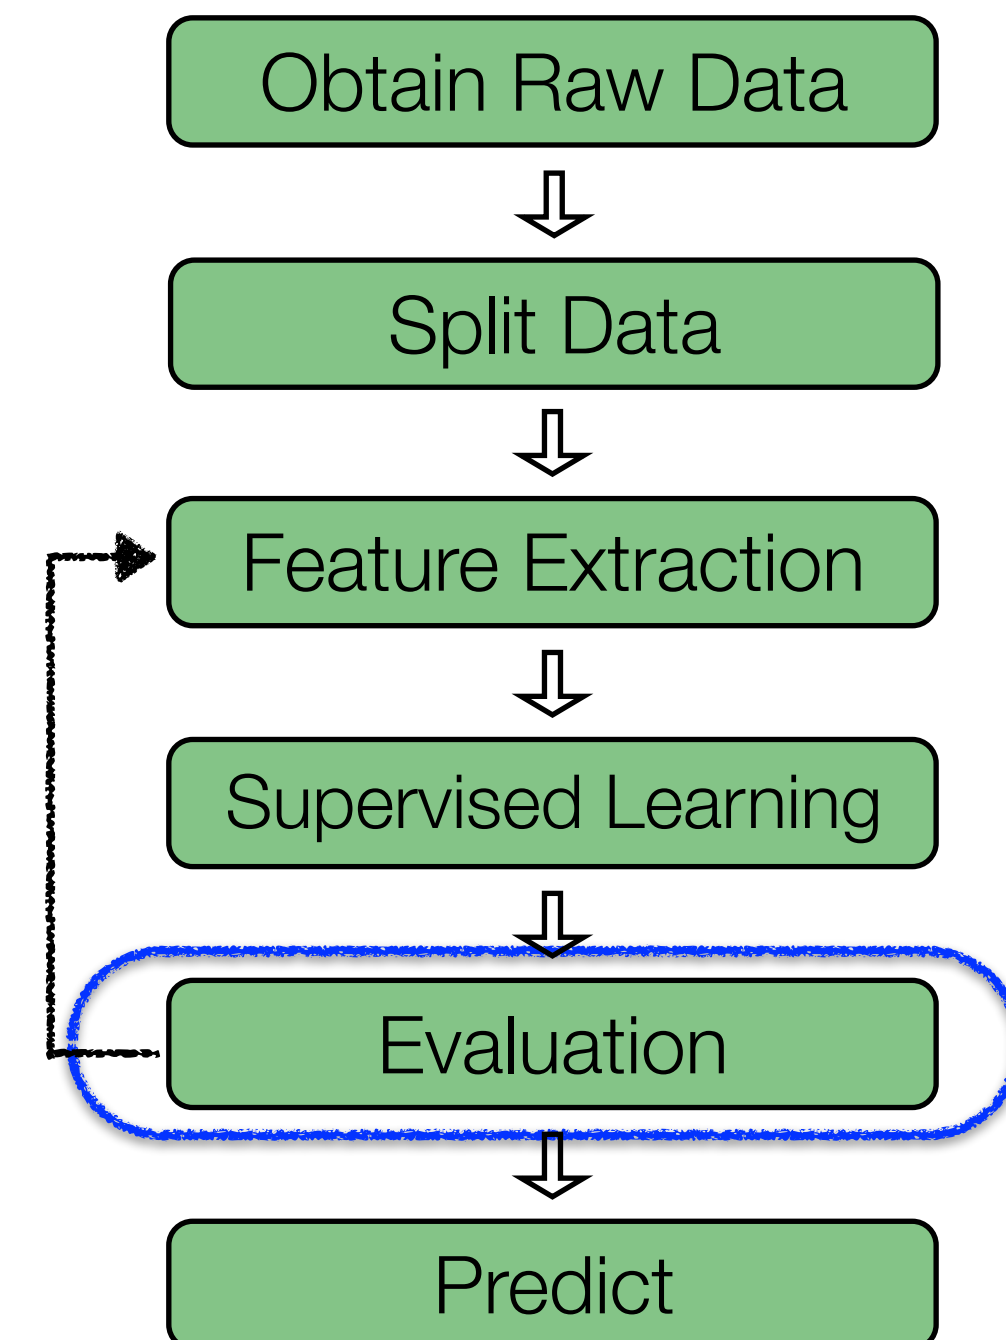 Obtain Raw Data
Split Data
Feature Extraction
Supervised Learning
Evaluation
Predict